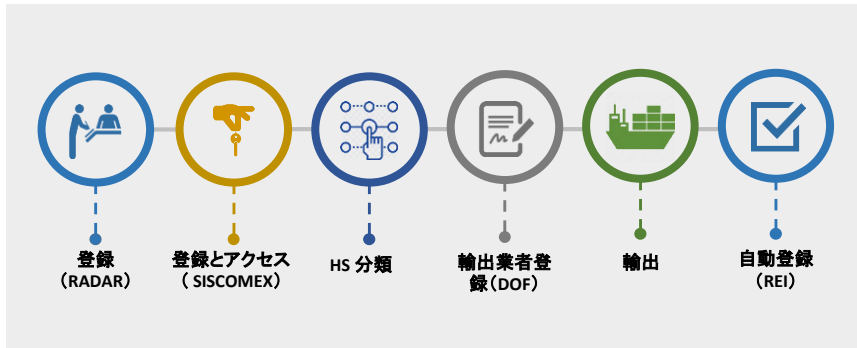 登録
（RADAR）
登録とアクセス
（ SISCOMEX）
HS 分類
輸出業者登
録（DOF）
輸出
自動登録
（REI）